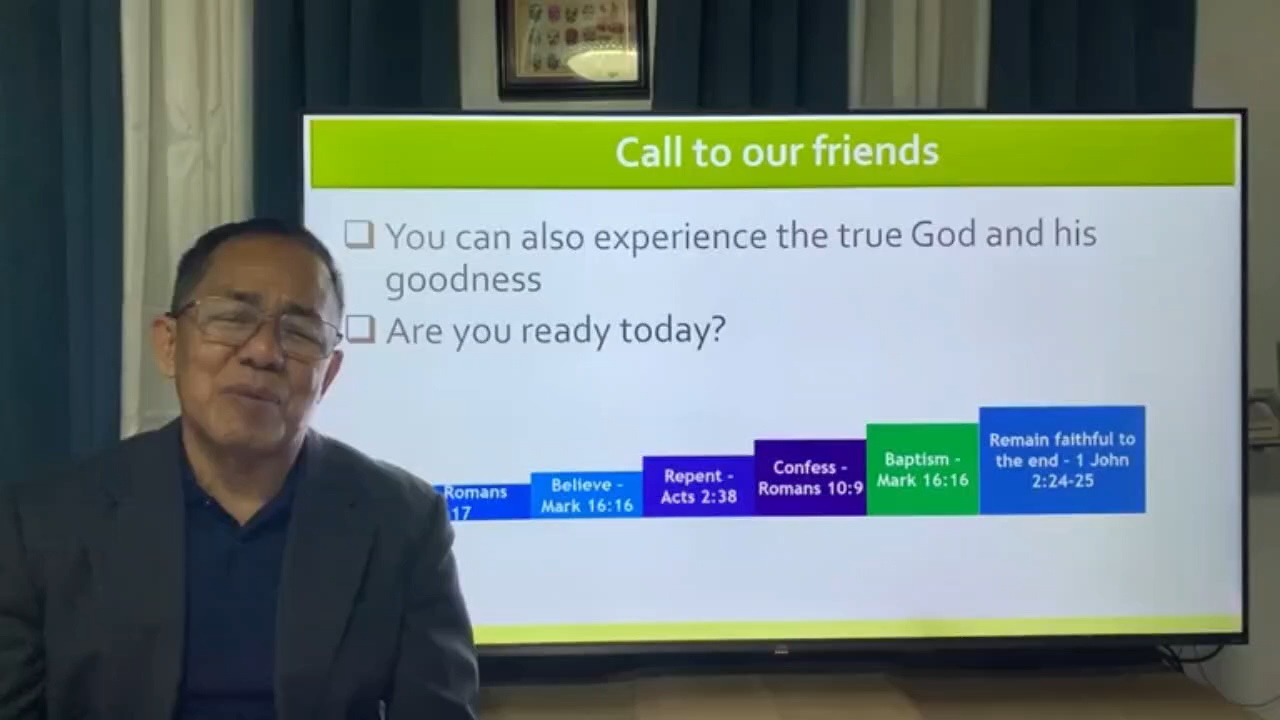 Call to our friends
You can also experience the true God and his
goodness
Are you ready today?
Romans
17
Believe -
Mark 16:16
Repent -
Acts 2:38
Confess -
Romans 10:9
Baptism -
Mark 16:16
Remain faithful to
the end - 1 John
2:24-25